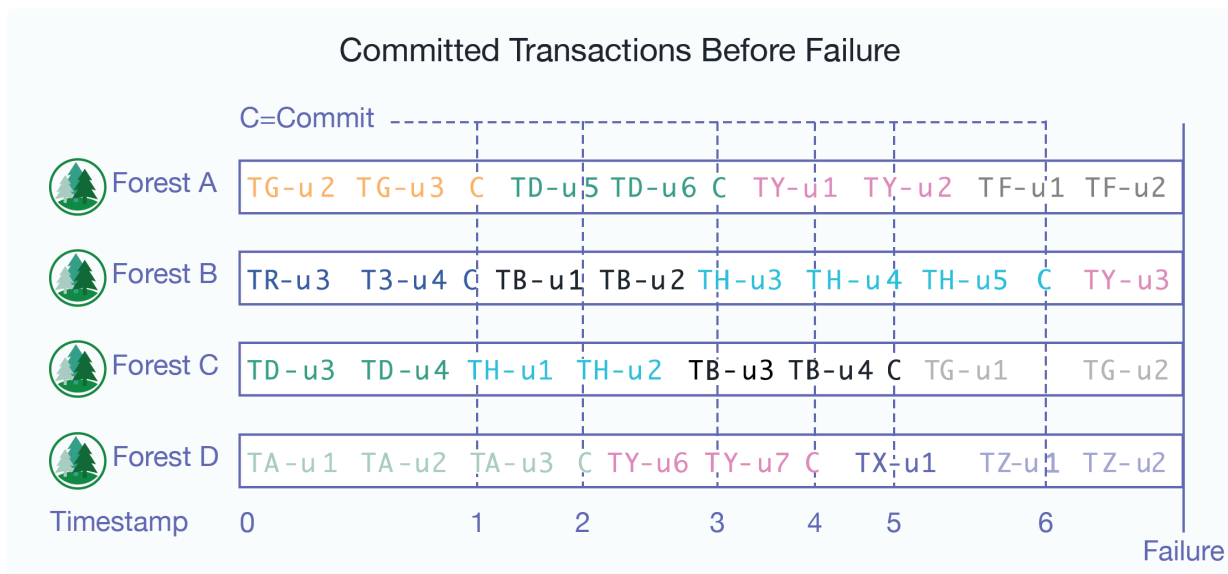 Committed Transactions Before Failure
C=Commit
Forest A TG-u2 TG-u3 C TD-u5 TD-u6 C TY-u1 TY-u2 TF-u1 TF-u2
Forest B TR-u3 T3-u4 C TB-u1 TB-u2 TH-u3 TH-u4 TH-u5 C TY-u3
Forest C TD-u3 TD-u4 TH-u1 TH-u2 TB-u3 TB-u4 C TG-u1 TG-u2
Forest D TA-u1 TA-u2 TA-u3 C TY-u6 TY-u7 C TX-u1 TZ-u1 TZ-u2
Timestamp 0 1 2 3 4 5 6
Failure